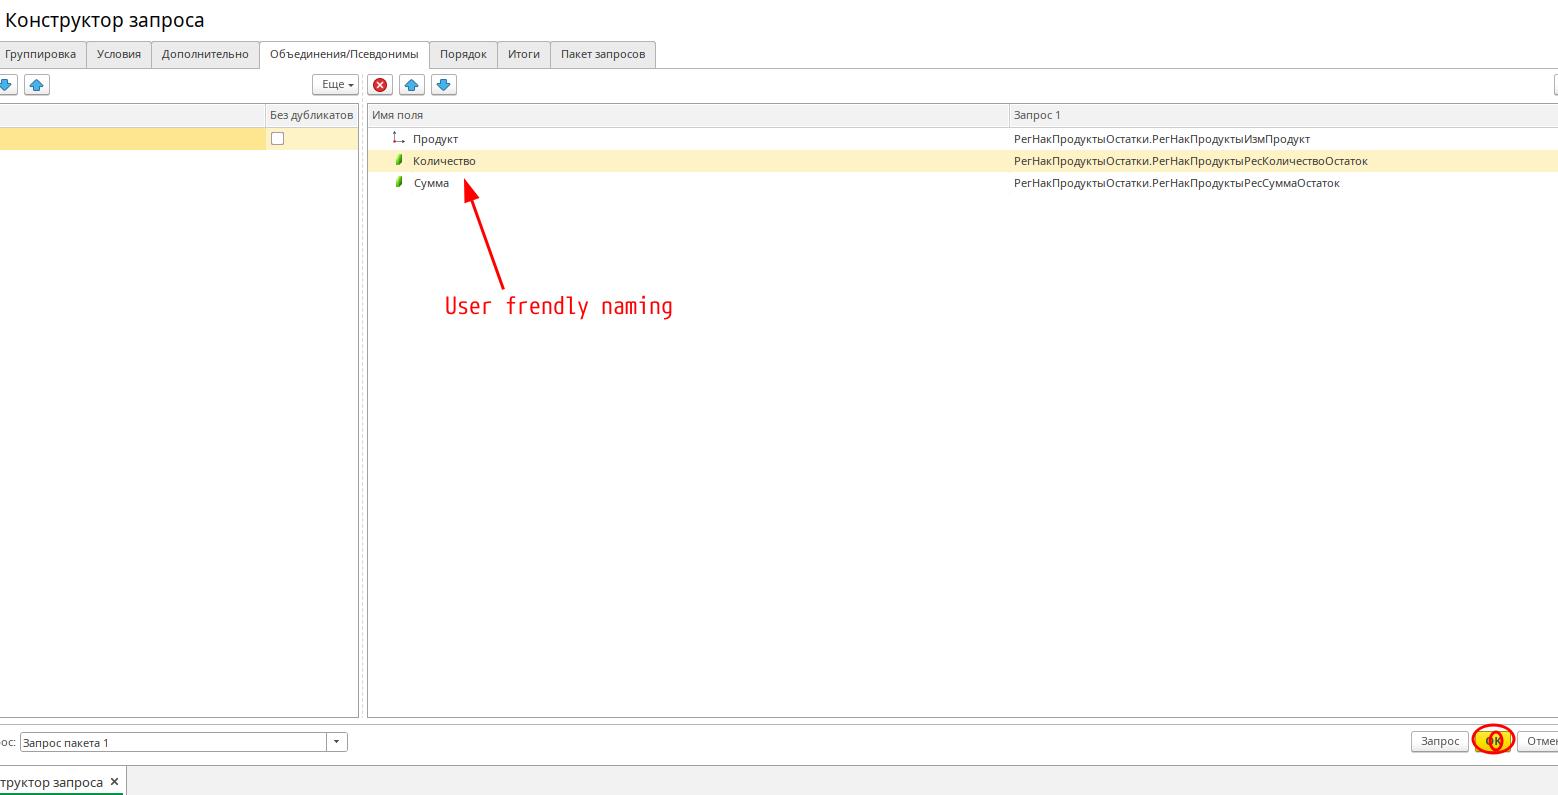 Конструктор запроса
Группировка Условия Дополнительно Объединения/Псевдонимы Порядок Итоги Пакет запросов
Еще
Без дубликатов Имя поля Запрос 1
Продукт РегНакПродуктыОстатки.РегНакПродуктыИзмПродукт
Количество РегНакПродуктыОстатки.РегНакПродуктыРесКоличествоОстаток
Сумма РегНакПродуктыОстатки.РегНакПродуктыРесСуммаОстаток
User frendly naming
ос: Запрос пакета 1 Запрос ОК Отмен
труктор запроса